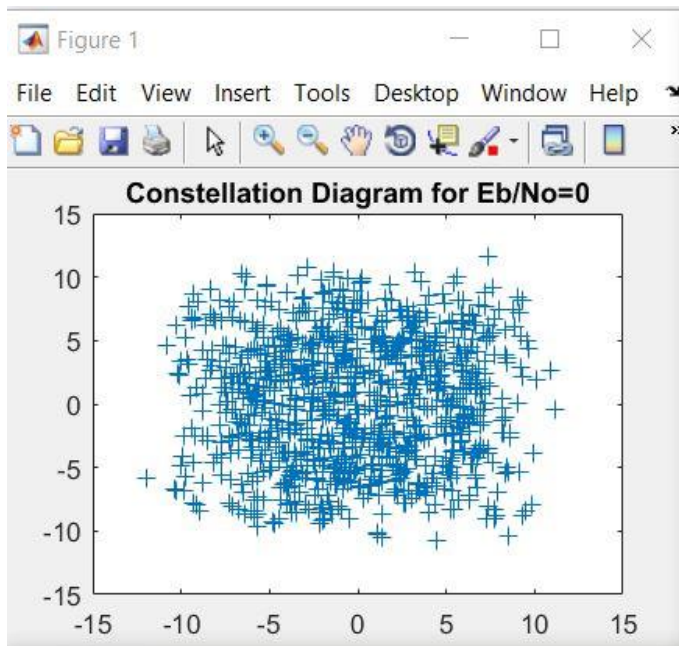 Figure 1
File Edit View Insert Tools Desktop Window Help
Constellation Diagram for Eb/No=0
15
10
5
0
-5
-10
-15
-15 -10 -5 0 5 10 15